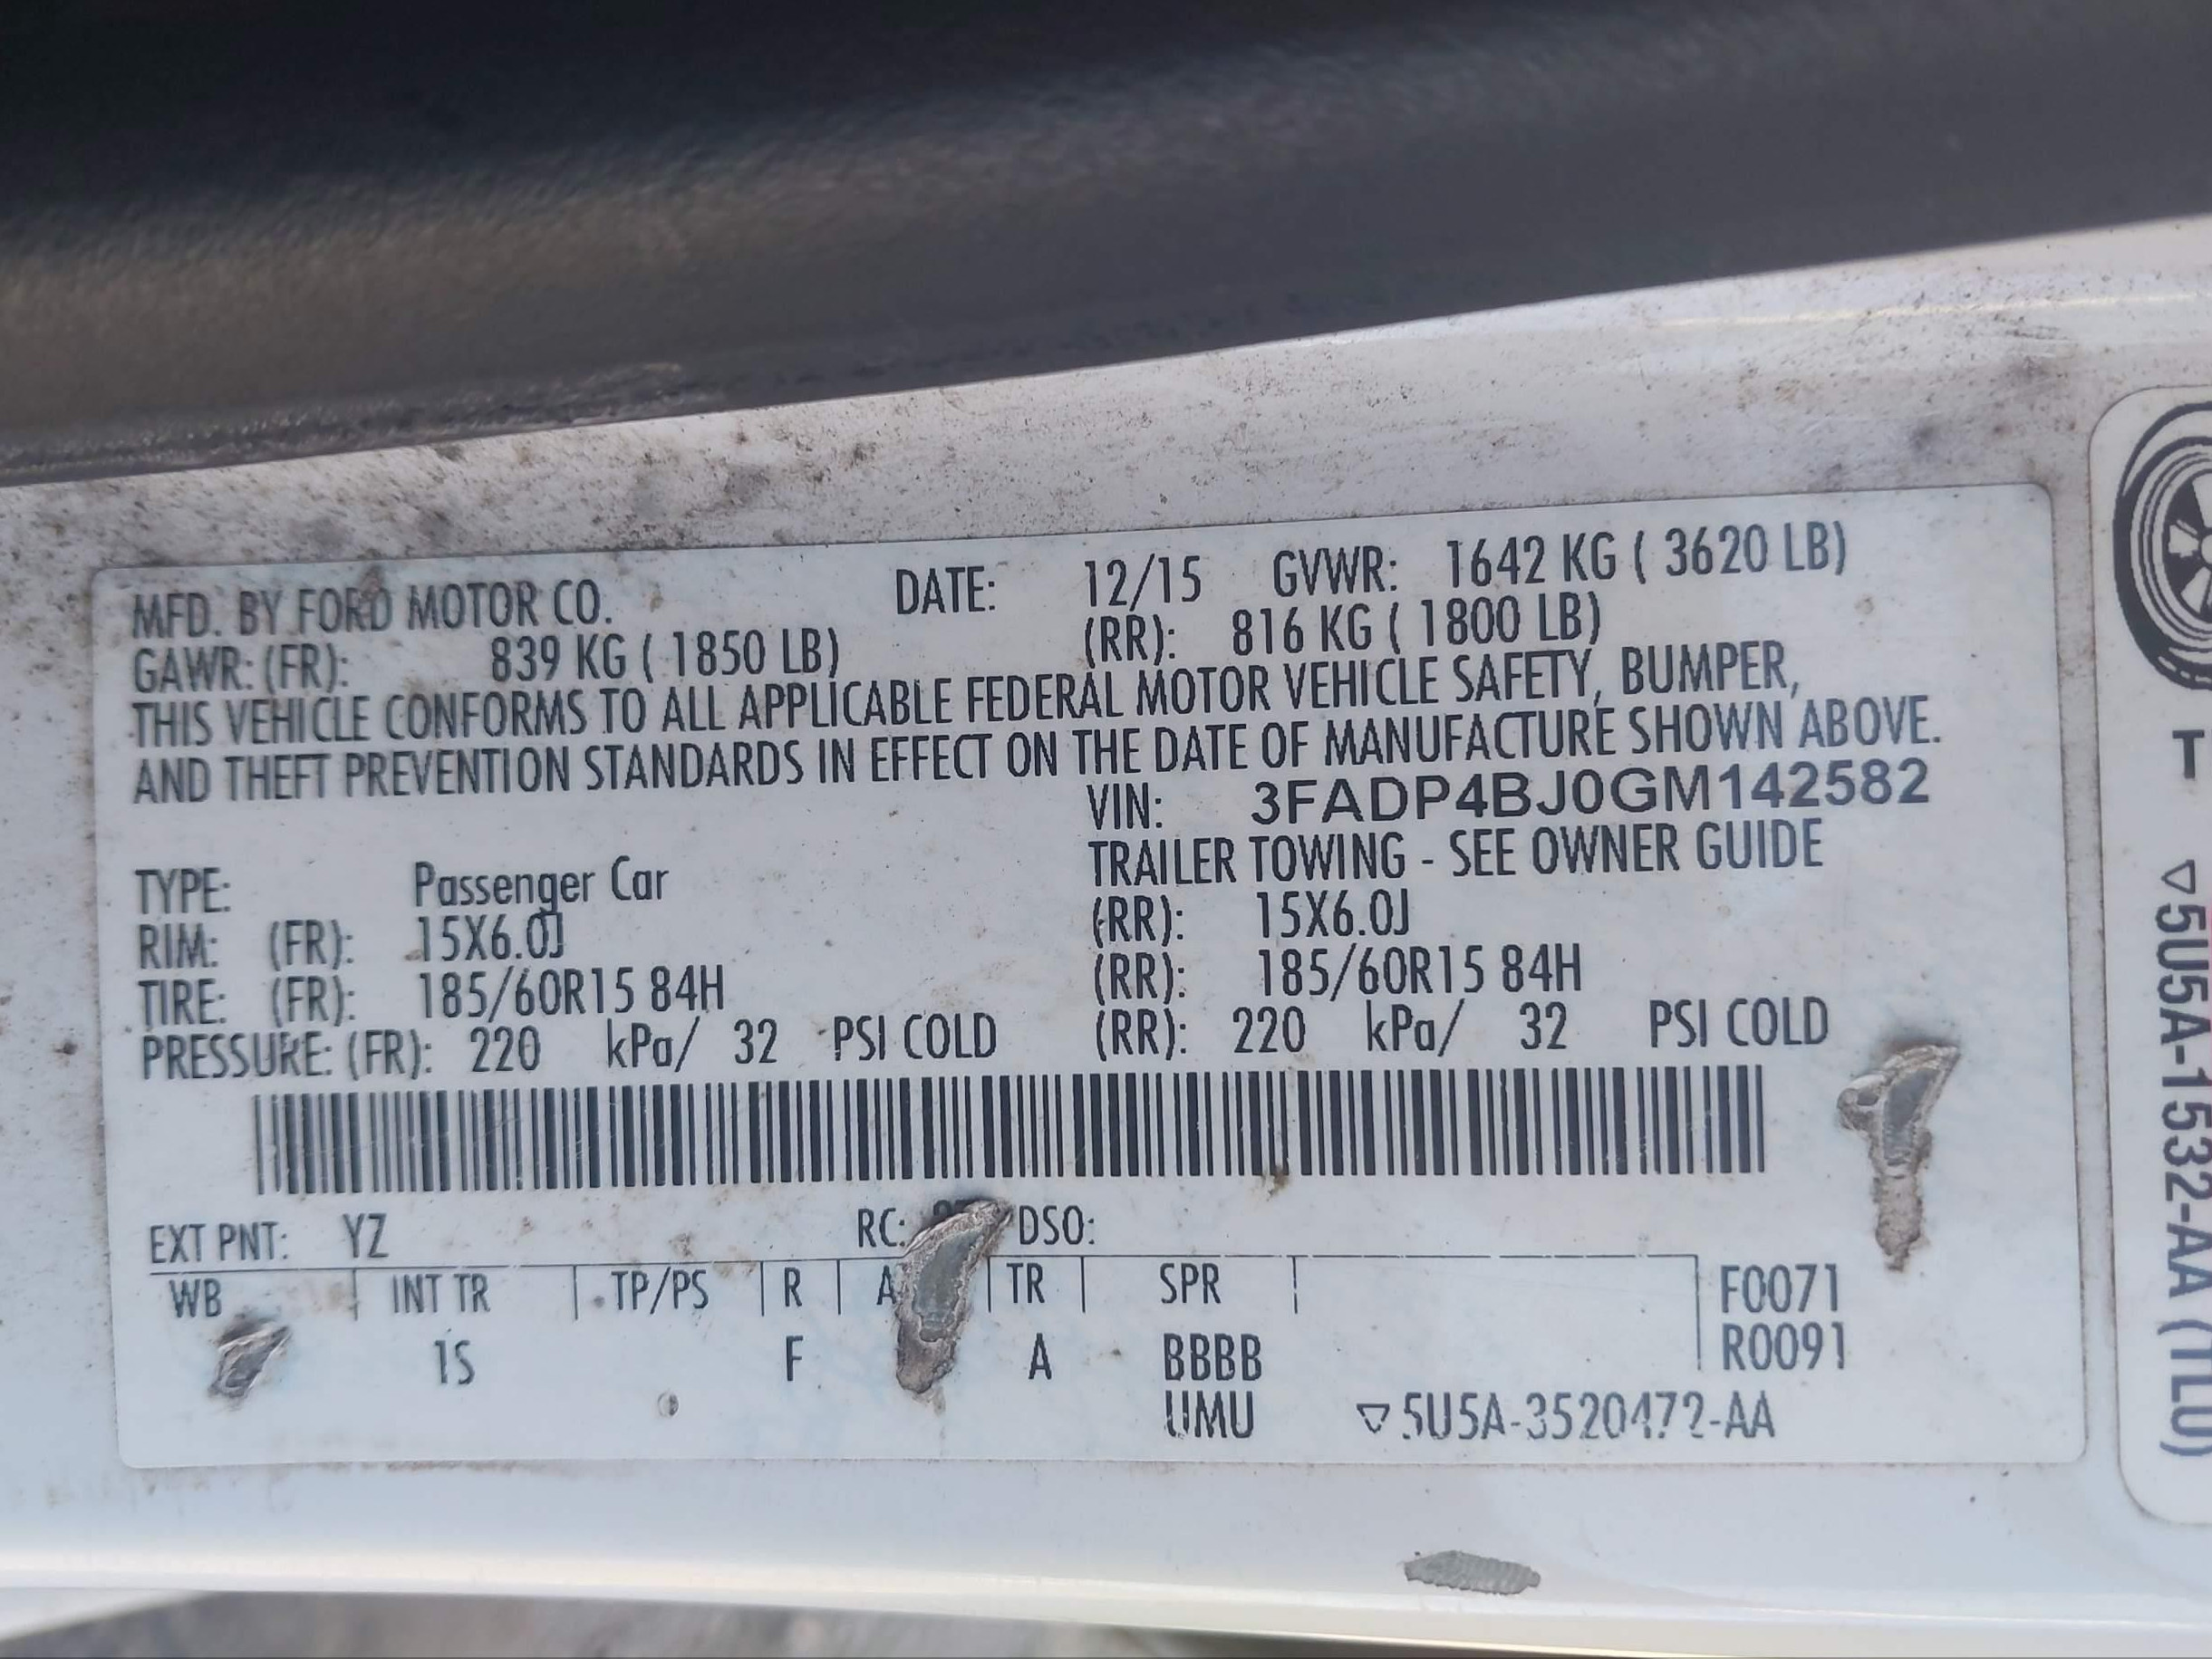 MFD. BY FORD MOTOR CO. DATE: 12/15 GVWR: 1642 KG ( 3620 LB)
GAWR: (FR): 839 KG ( 1850 LB) (RR): 816 KG ( 1800 LB)
THIS VEHICLE CONFORMS TO ALL APPLICABLE FEDERAL MOTOR VEHICLE SAFETY, BUMPER,
AND THEFT PREVENTION STANDARDS IN EFFECT ON THE DATE OF MANUFACTURE SHOWN ABOVE.
VIN: 3FADP4BJ0GM142582
TYPE: Passenger Car TRAILER TOWING - SEE OWNER GUIDE
RIM: (FR): 15X6.0J (RR): 15X6.0J
TIRE: (FR): 185/60R15 84H (RR): 185/60R15 84H
PRESSURE: (FR): 220 kPa/ 32 PSI COLD (RR): 220 kPa/ 32 PSI COLD
EXT PNT: YZ RC: DSO:
WB INT TR TP/PS R A TR SPR F0071
1S F A BBBB R0091
UMU ▽5U5A-3520472-AA
T
▽5U5A-1532-AA (TLU)